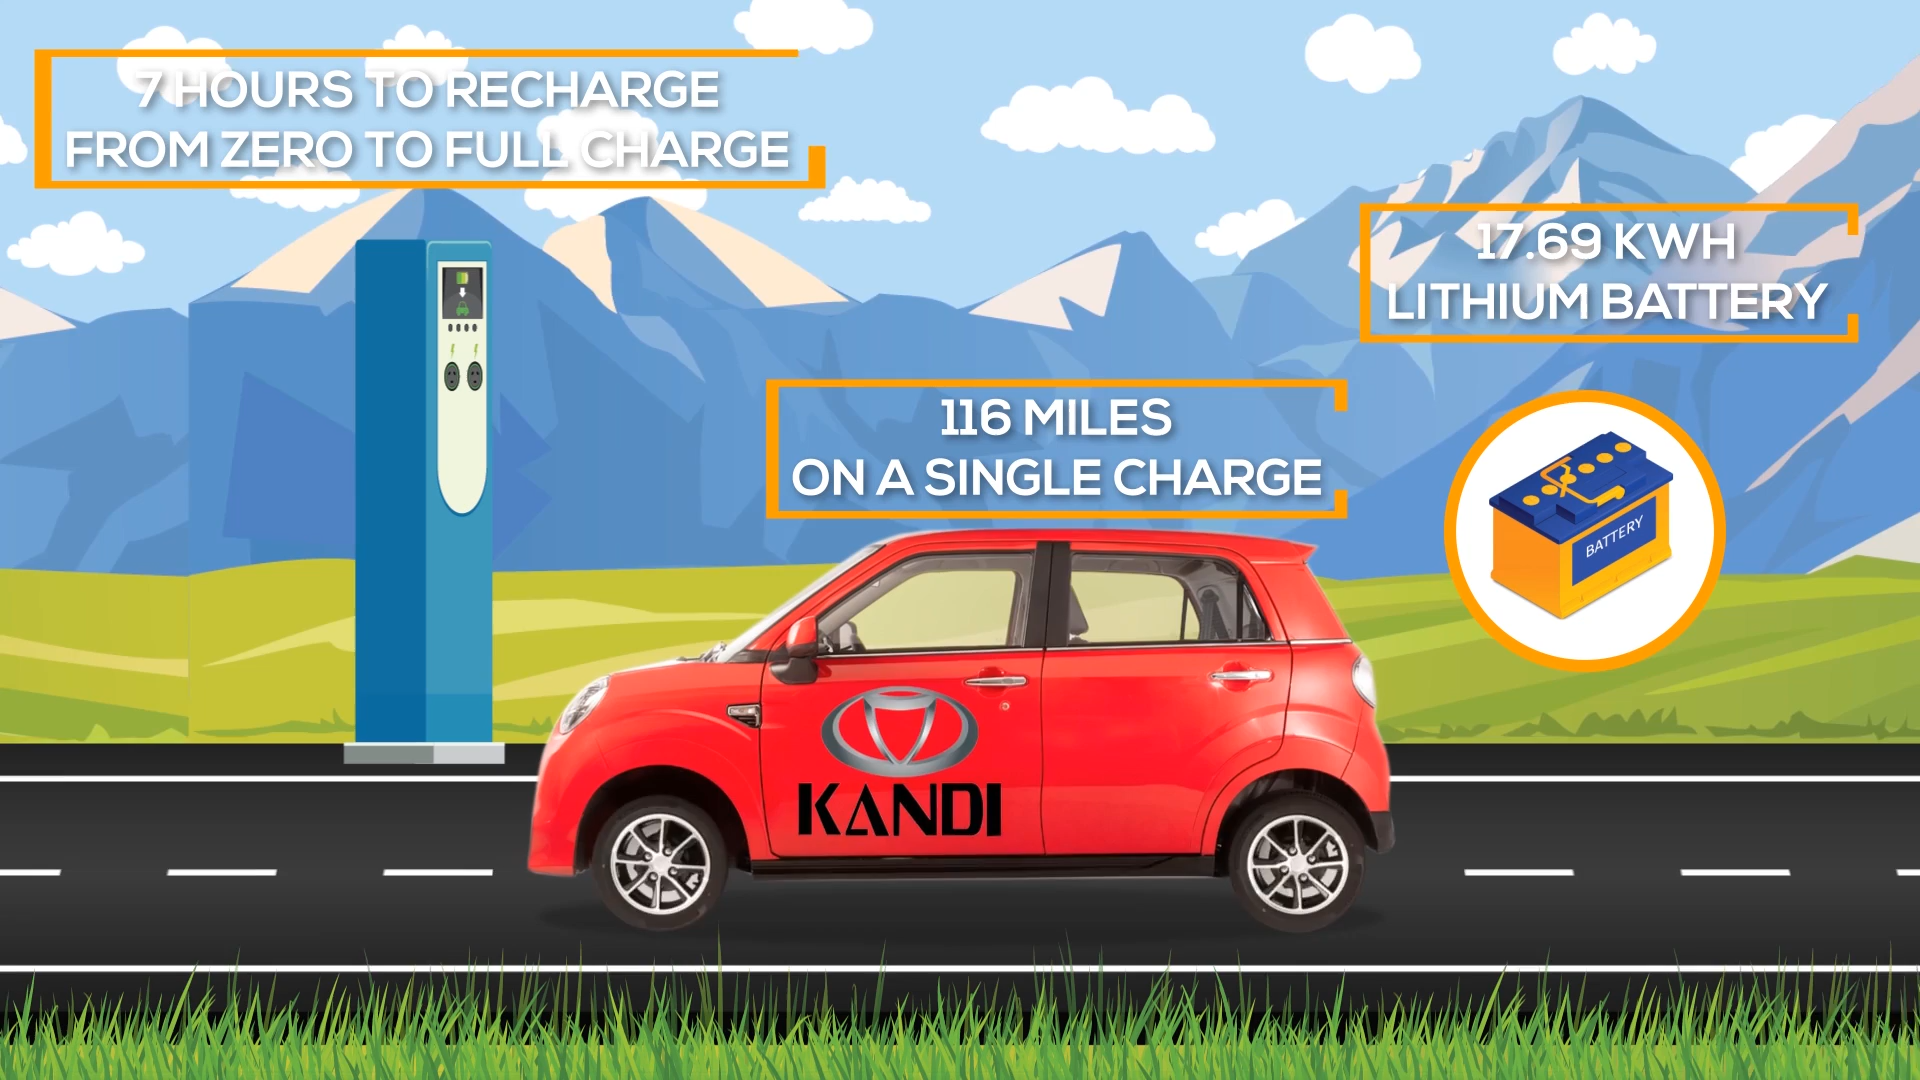 7 HOURS TO RECHARGE
FROM ZERO TO FULL CHARGE
17.69 KWH
LITHIUM BATTERY
116 MILES
ON A SINGLE CHARGE
BATTERY
KANDI